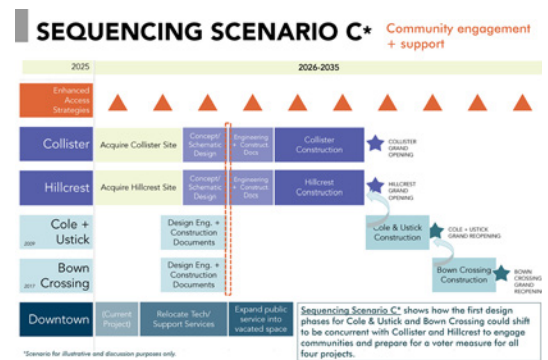 SEQUENCING SCENARIO C*
Community engagement
+ support
2025
2026-2035
Enhanced
Access
Strategies
Collister
Acquire Collister Site
Concept/
Schematic
Design
Engineering
+ Construct
Docs
Collister
Construction
COLLISTER
GRAND
OPENING
Hillcrest
Acquire Hillcrest Site
Concept/
Schematic
Design
Engineering
+ Construct
Docs
Hillcrest
Construction
HILLCREST
GRAND
OPENING
Cole +
Ustick
2009
Design Eng. +
Construction
Documents
Cole & Ustick
Construction
COLE + USTICK
GRAND REOPENING
Bown
Crossing
2017
Design Eng. +
Construction
Documents
Bown Crossing
Construction
BOWN
CROSSING
GRAND
REOPENIN
Downtown
(Current
Project)
Relocate Tech/
Support Services
Expand public
service into
vacated space
Sequencing Scenario C* shows how the first design
phases for Cole & Ustick and Bown Crossing could shift
to be concurrent with Collister and Hillcrest to engage
communities and prepare for a voter measure for all
four projects.
*Scenario for illustrative and discussion purposes only.